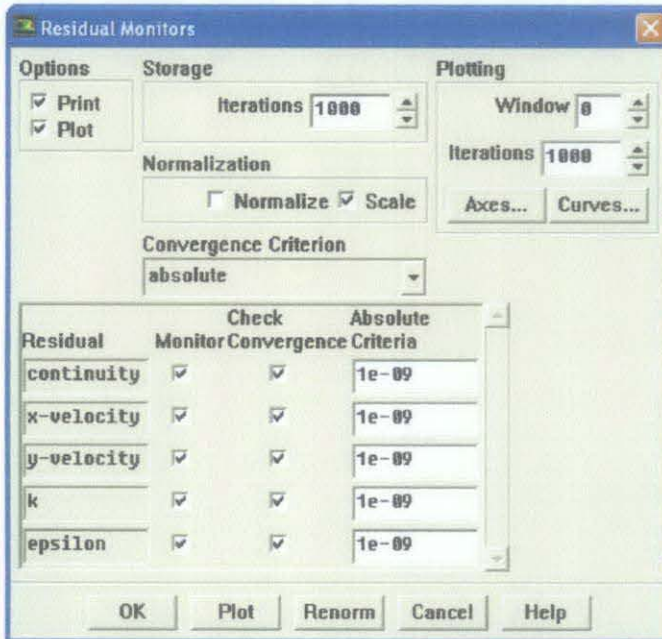 Residual Monitors
Options
Print
Plot
Storage
Iterations 1000
Normalization
Normalize Scale
Convergence Criterion
absolute
Plotting
Window 0
Iterations 1000
Axes... Curves...
Residual Monitor Check Convergence Absolute Criteria
continuity 1e-09
x-velocity 1e-09
y-velocity 1e-09
k 1e-09
epsilon 1e-09
OK Plot Renorm Cancel Help